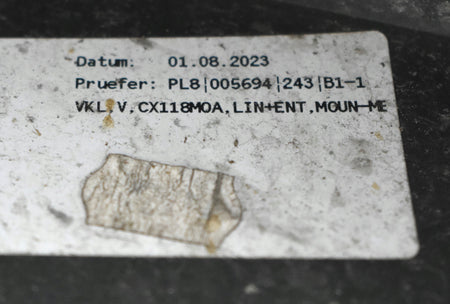 Datum: 01.08.2023
Pruefer: PL8|005694|243|B1-1
VKL,V,CX118MOA,LIN+ENT,MOUN-ME